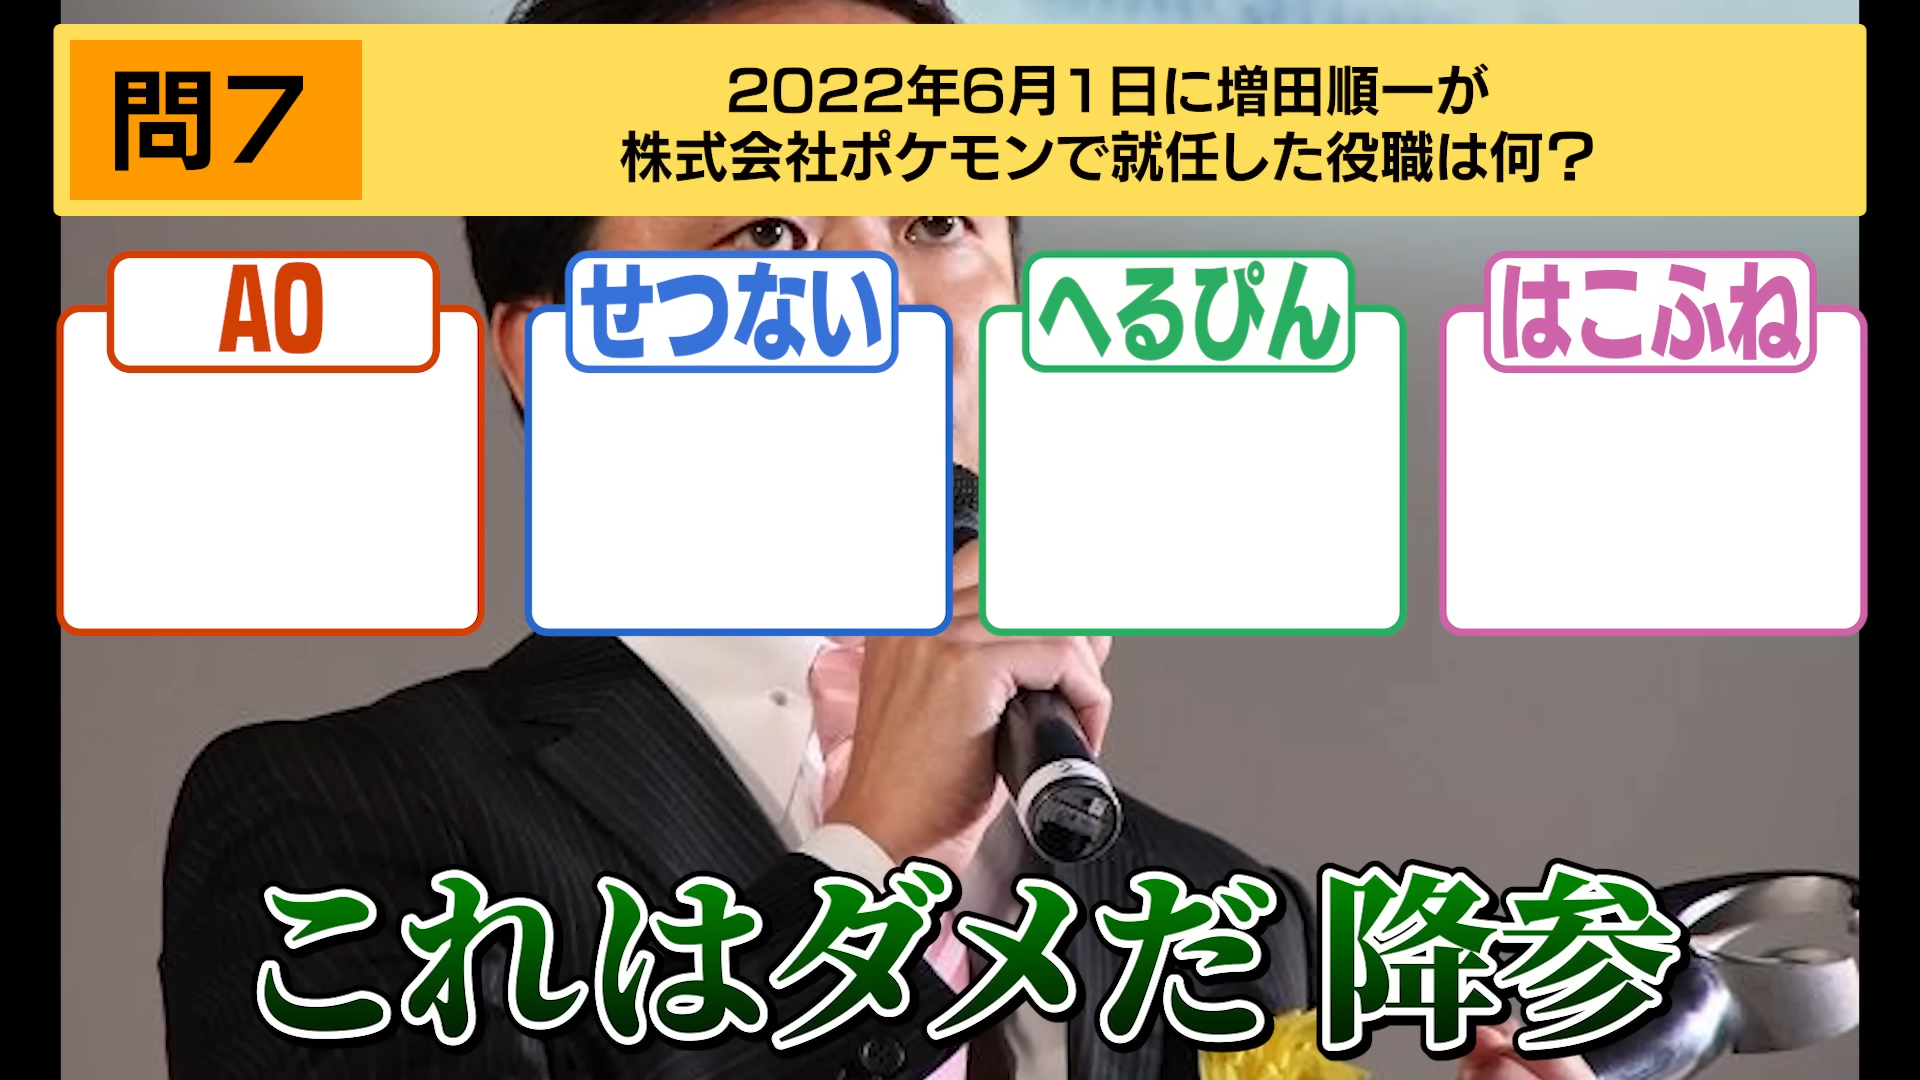 問7
2022年6月1日に増田順一が
株式会社ポケモンで就任した役職は何？
AO
せつない
へるぴん
はこふね
これはダメだ 降参